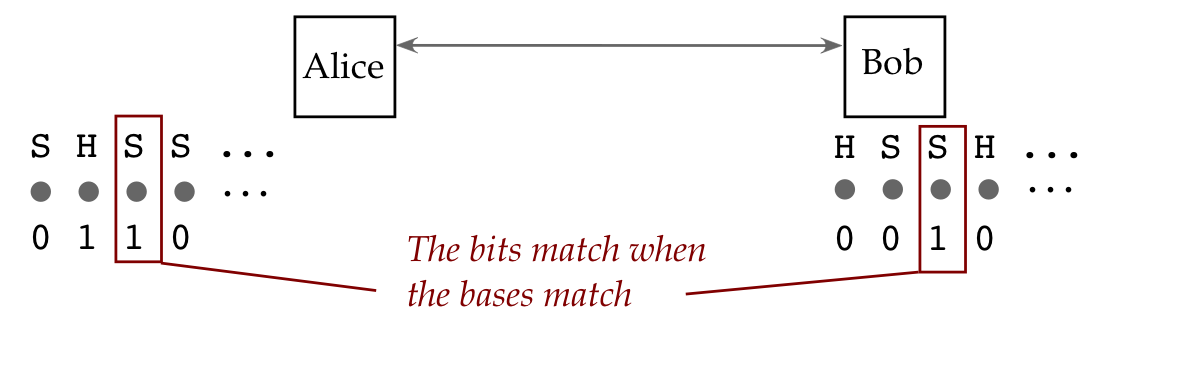 Alice
Bob
S H S S ...
H S S H ...
...
...
0 1 1 0
0 0 1 0
The bits match when
the bases match